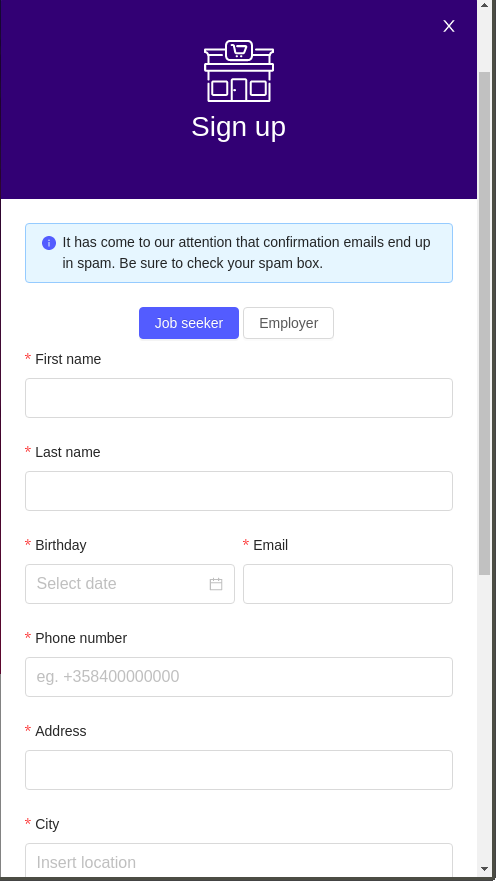 X
Sign up
It has come to our attention that confirmation emails end up
in spam. Be sure to check your spam box.
Job seeker Employer
* First name
* Last name
* Birthday * Email
Select date
* Phone number
eg. +358400000000
* Address
* City
Insert location